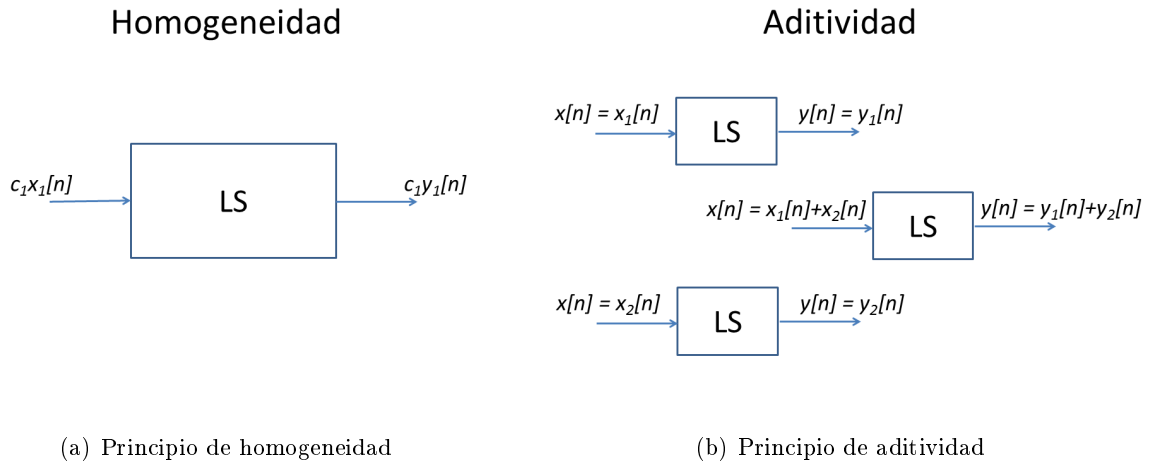 Homogeneidad
c₁x₁[n]
LS
c₁y₁[n]
(a) Principio de homogeneidad
Aditividad
x[n] = x₁[n]
LS
y[n] = y₁[n]
x[n] = x₁[n]+x₂[n]
LS
y[n] = y₁[n]+y₂[n]
x[n] = x₂[n]
LS
y[n] = y₂[n]
(b) Principio de aditividad